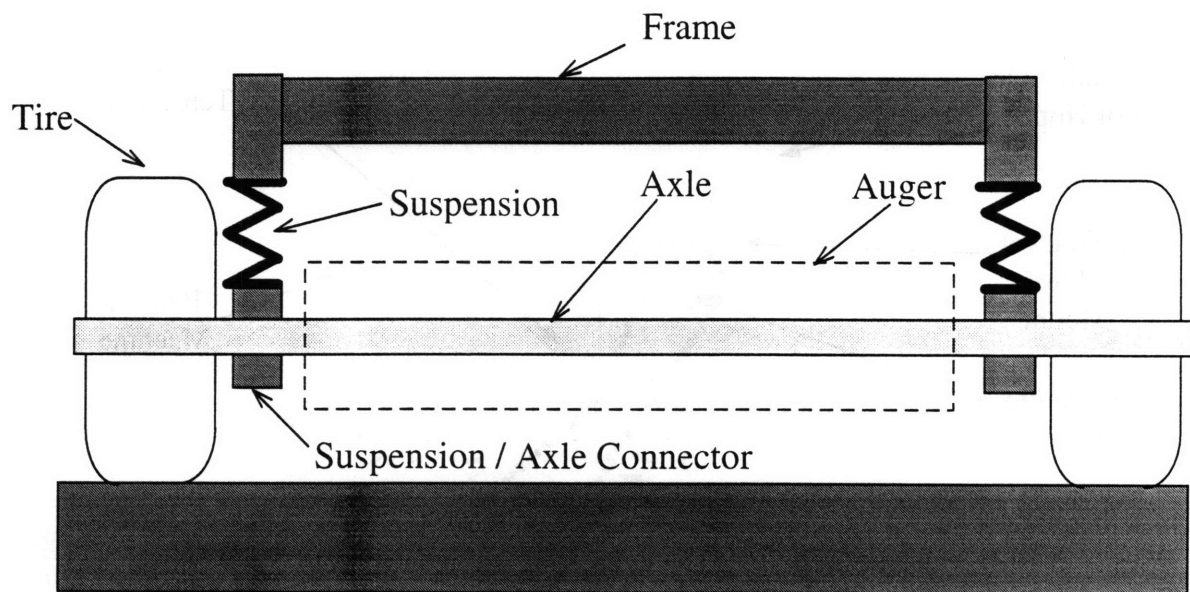 Frame
Tire
Axle
Auger
Suspension
Suspension / Axle Connector